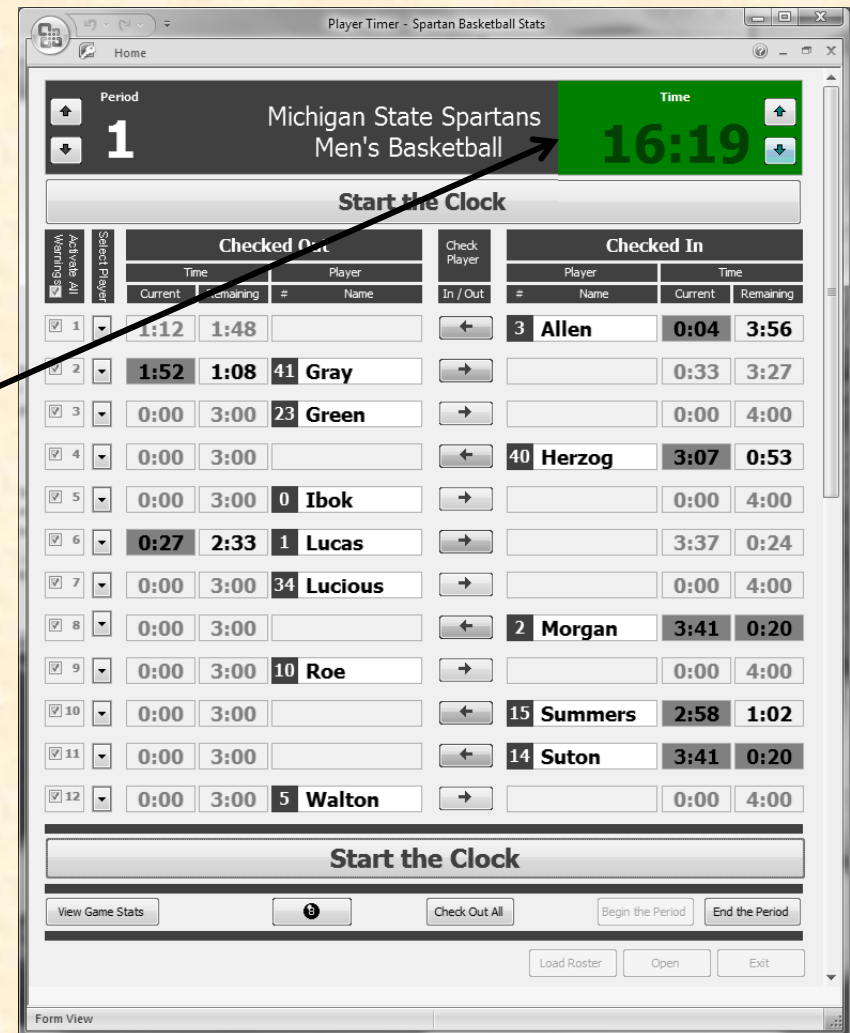 Player Timer - Spartan Basketball Stats
Home
Period
1
Michigan State Spartans
Men's Basketball
Time
16:19
Start the Clock
Activate All Warnings
Select Player
Checked Out
Check Player
Checked In
Time Player Player Time
Current Remaining # Name In / Out # Name Current Remaining
1 1:12 1:48 3 Allen 0:04 3:56
2 1:52 1:08 41 Gray 0:33 3:27
3 0:00 3:00 23 Green 0:00 4:00
4 0:00 3:00 40 Herzog 3:07 0:53
5 0:00 3:00 0 Ibok 0:00 4:00
6 0:27 2:33 1 Lucas 3:37 0:24
7 0:00 3:00 34 Lucious 0:00 4:00
8 0:00 3:00 2 Morgan 3:41 0:20
9 0:00 3:00 10 Roe 0:00 4:00
10 0:00 3:00 15 Summers 2:58 1:02
11 0:00 3:00 14 Suton 3:41 0:20
12 0:00 3:00 5 Walton 0:00 4:00
Start the Clock
View Game Stats Check Out All Begin the Period End the Period
Load Roster Open Exit
Form View